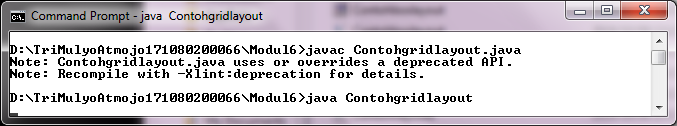 Command Prompt - java  Contohgridlayout
D:\TriMulyoAtmojo171080200066\Modul6>javac Contohgridlayout.java
Note: Contohgridlayout.java uses or overrides a deprecated API.
Note: Recompile with -Xlint:deprecation for details.
D:\TriMulyoAtmojo171080200066\Modul6>java Contohgridlayout